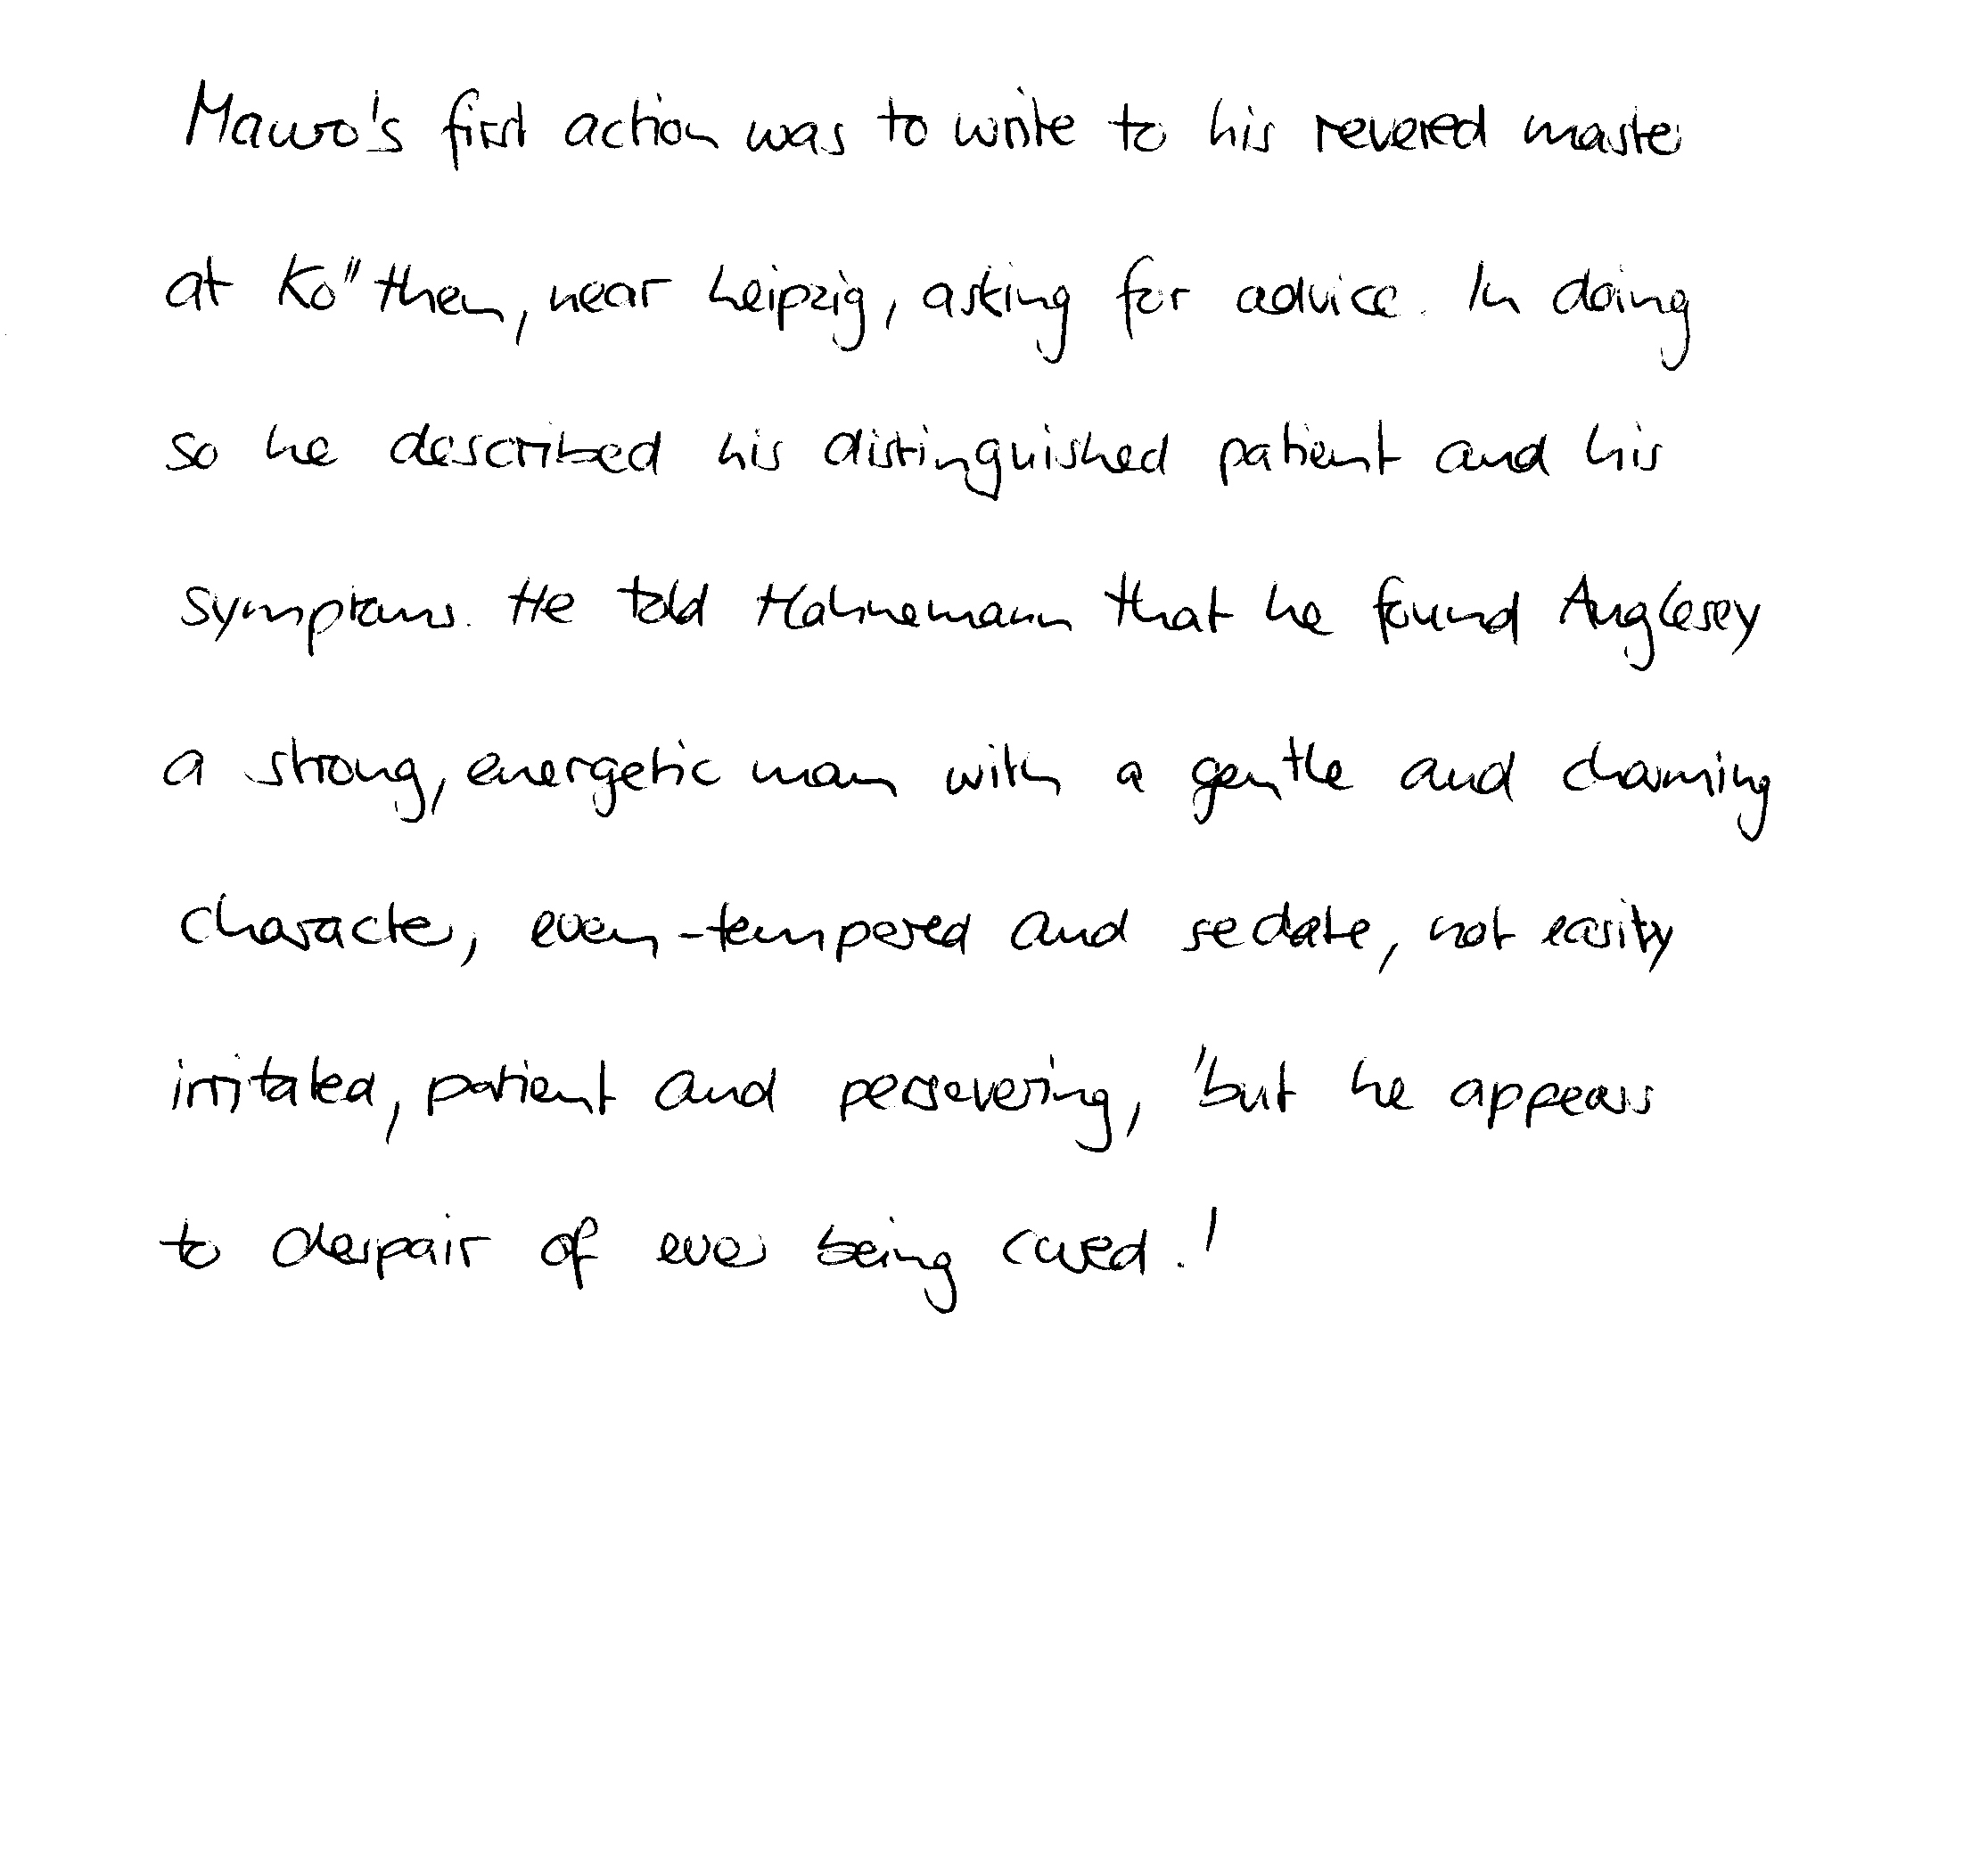 Mauro's first action was to write to his revered master
at Ko"then, near Leipzig, asking for advice. In doing
so he described his distinguished patient and his
symptoms. He told Hahnemann that he found Anglesey
a strong, energetic man with a gentle and charming
character, even-tempered and sedate, not easily
irritated, patient and persevering, 'but he appears
to despair of ever being cured.'